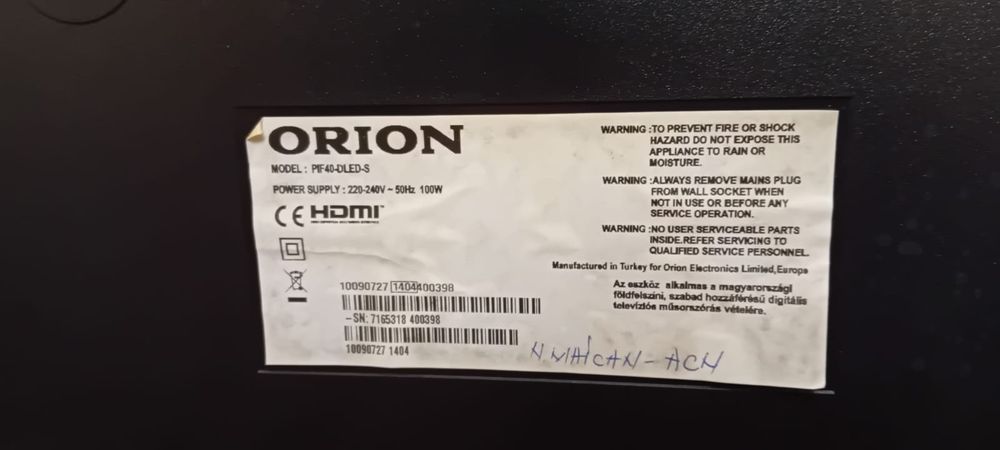 ORION
MODEL : PIF40-DLED-S
POWER SUPPLY : 220-240V ~ 50Hz 100W
CE HDMI™
10090727 1404 400398
-SN: 7165318 400398
10090727 1404
WARNING :TO PREVENT FIRE OR SHOCK
HAZARD DO NOT EXPOSE THIS
APPLIANCE TO RAIN OR
MOISTURE.
WARNING :ALWAYS REMOVE MAINS PLUG
FROM WALL SOCKET WHEN
NOT IN USE OR BEFORE ANY
SERVICE OPERATION.
WARNING :NO USER SERVICEABLE PARTS
INSIDE.REFER SERVICING TO
QUALIFIED SERVICE PERSONNEL.
Manufactured in Turkey for Orion Electronics Limited,Europe
Az eszköz alkalmas a magyarországi
földfelszíni, szabad hozzáférésű digitális
televíziós műsorszórás vételére.